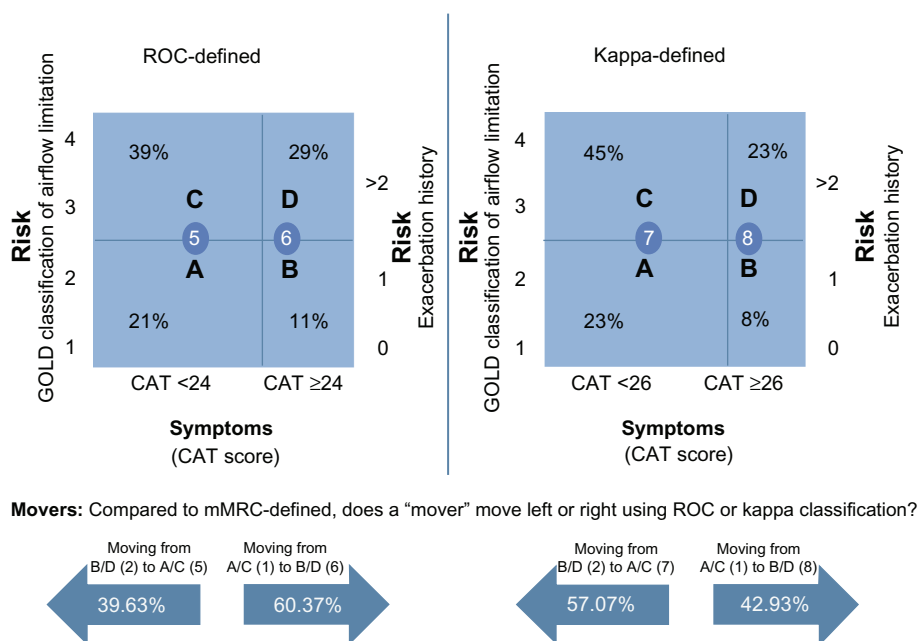 ROC-defined
Risk
GOLD classification of airflow limitation
4
3
2
1
39%
29%
C
D
5
6
A
B
21%
11%
>2
1
0
Risk
Exacerbation history
CAT <24
CAT ≥24
Symptoms
(CAT score)
Kappa-defined
GOLD classification of airflow limitation
4
3
2
1
45%
23%
C
D
7
8
A
B
23%
8%
>2
1
0
Risk
Exacerbation history
CAT <26
CAT ≥26
Symptoms
(CAT score)
Movers: Compared to mMRC-defined, does a “mover” move left or right using ROC or kappa classification?
Moving from
B/D (2) to A/C (5)
39.63%
Moving from
A/C (1) to B/D (6)
60.37%
Moving from
B/D (2) to A/C (7)
57.07%
Moving from
A/C (1) to B/D (8)
42.93%